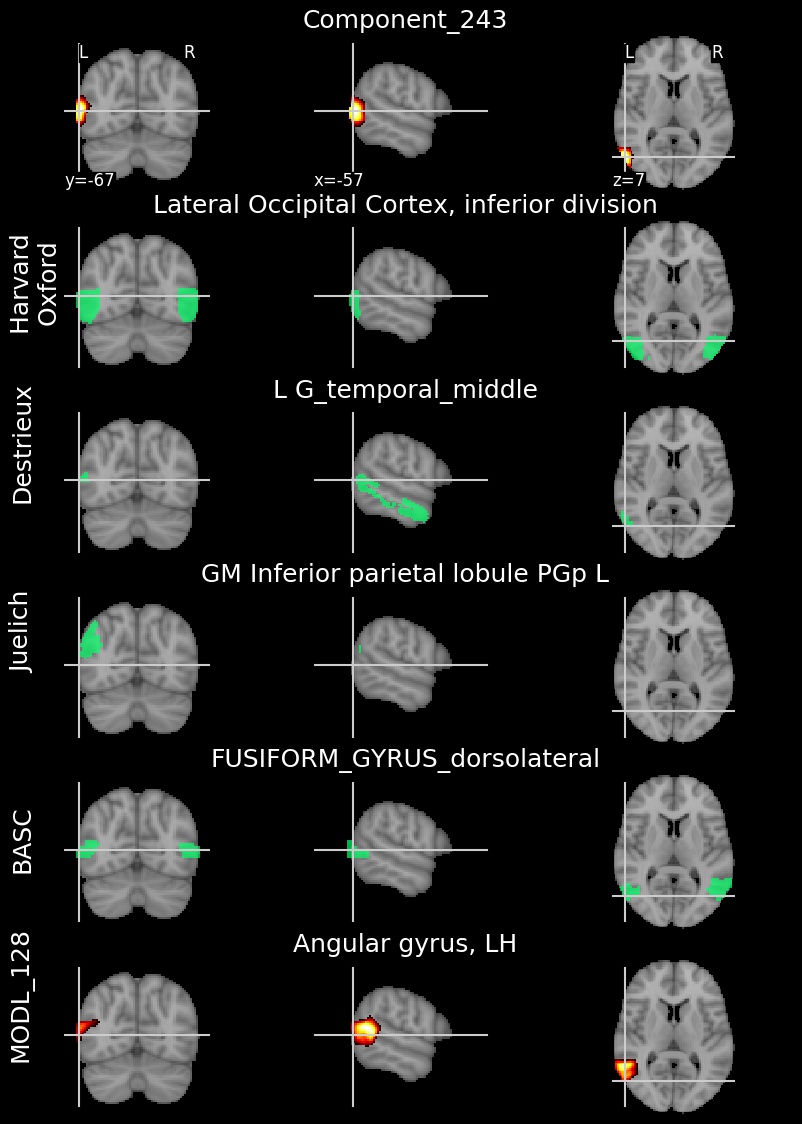 Component_243
L R
L R
y=-67
x=-57
z=7
Lateral Occipital Cortex, inferior division
Harvard
Oxford
L G_temporal_middle
Destrieux
GM Inferior parietal lobule PGp L
Juelich
FUSIFORM_GYRUS_dorsolateral
BASC
Angular gyrus, LH
MODL_128